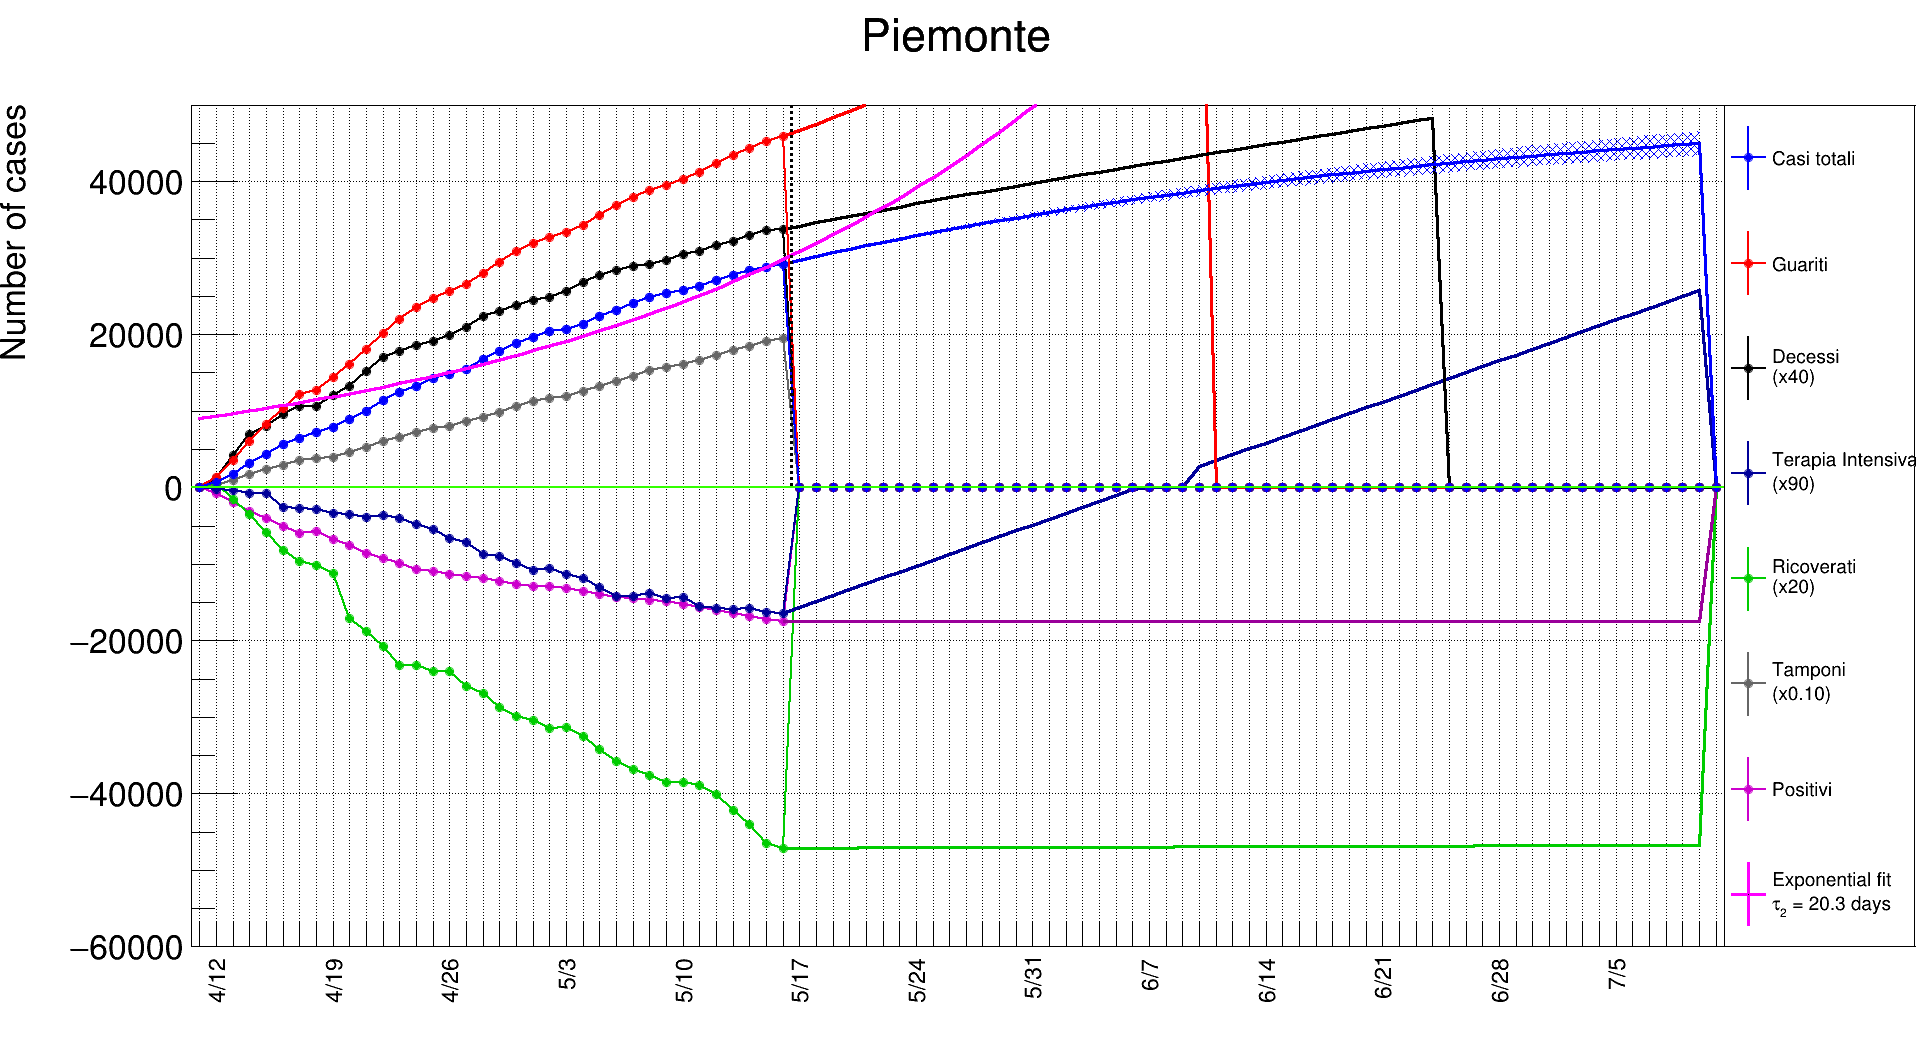 Piemonte
Number of cases
40000
20000
0
−20000
−40000
−60000
4/12
4/19
4/26
5/3
5/10
5/17
5/24
5/31
6/7
6/14
6/21
6/28
7/5
Casi totali
Guariti
Decessi
(x40)
Terapia Intensiva
(x90)
Ricoverati
(x20)
Tamponi
(x0.10)
Positivi
Exponential fit
τ2 = 20.3 days